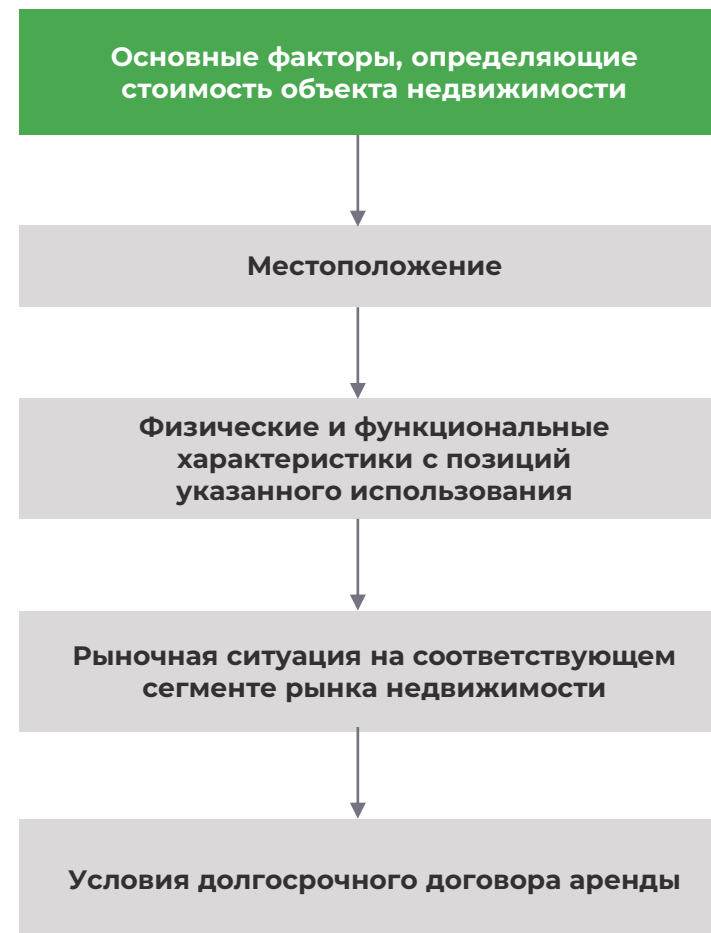 Основные факторы, определяющие
стоимость объекта недвижимости
Местоположение
Физические и функциональные
характеристики с позиций
указанного использования
Рыночная ситуация на соответствующем
сегменте рынка недвижимости
Условия долгосрочного договора аренды